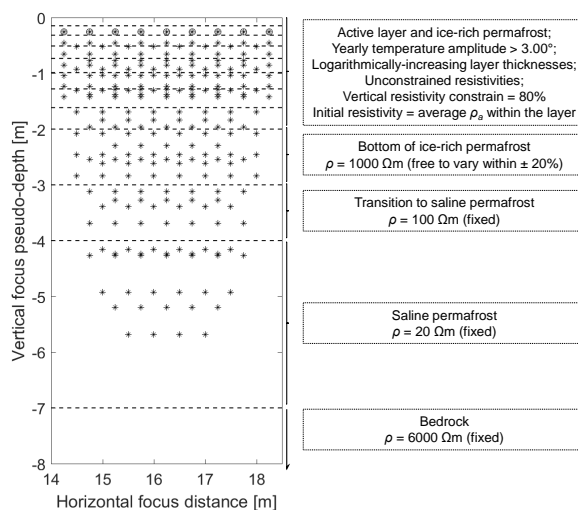 0
-1
-2
-3
-4
-5
-6
-7
-8
14
15
16
17
18
Vertical focus pseudo-depth [m]
Horizontal focus distance [m]
Active layer and ice-rich permafrost;
Yearly temperature amplitude > 3.00°;
Logarithmically-increasing layer thicknesses;
Unconstrained resistivities;
Vertical resistivity constrain = 80%
Initial resistivity = average ρa within the layer
Bottom of ice-rich permafrost
ρ = 1000 Ωm (free to vary within ± 20%)
Transition to saline permafrost
ρ = 100 Ωm (fixed)
Saline permafrost
ρ = 20 Ωm (fixed)
Bedrock
ρ = 6000 Ωm (fixed)